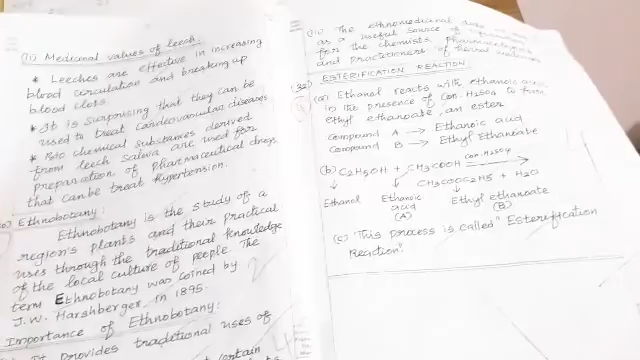 (ii) Medicinal values of leech:
* Leeches are effective in increasing
blood circulation and breaking up
blood clots.
* It is surprising that they can be
used to treat cardiovascular diseases
* Bio chemical substances derived
from leech saliva are used for
preparation of pharmaceutical drugs
that can be treat Hypertension.
Ethnobotany:
Ethnobotany is the study of a
region's plants and their practical
uses through the traditional knowledge
of the local culture of people The
term Ethnobotany was coined by
J.W. Harshberger in 1895.
Importance of Ethnobotany:
It provides traditional uses of
(iii) The ethnomedicinal
as a useful source of
for the chemists
and practitioners of herbal
ESTERIFICATION REACTION
(a) Ethanol reacts with ethanoic
in the presence of con. H2SO4 to
ethyl ethanoate, an ester
Compound A → Ethanoic acid
Compound B → Ethyl Ethanoate
(b) C2H5OH + CH3COOH con.H2SO4
CH3COOC2H5 + H2O
Ethanol Ethanoic acid (A) Ethyl ethanoate (B)
(c) This process is called "Esterification
Reaction".